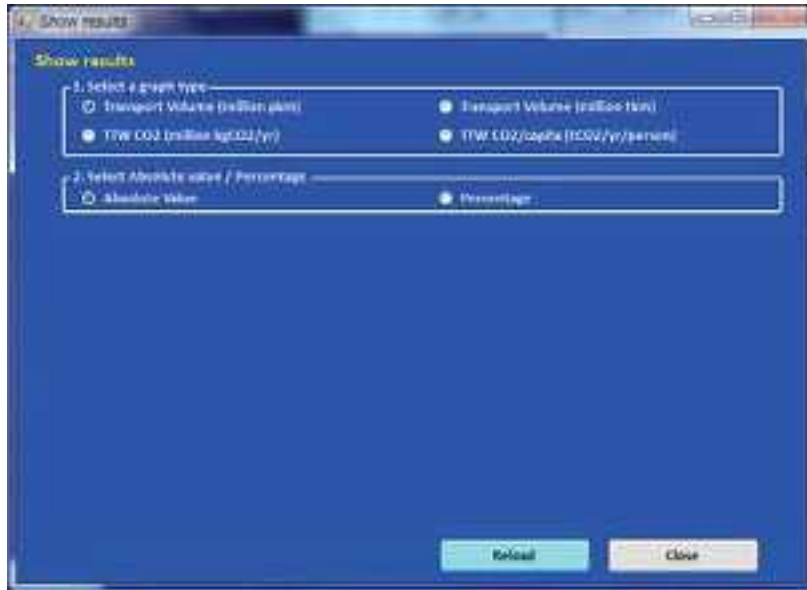 Show results
Show results
1. Select a graph type
Transport Volume (million pkm)
Transport Volume (million tkm)
TTW CO2 (million kgCO2/yr)
TTW CO2/capita (tCO2/yr/person)
2. Select Absolute value / Percentage
Absolute Value
Percentage
Reload
Close